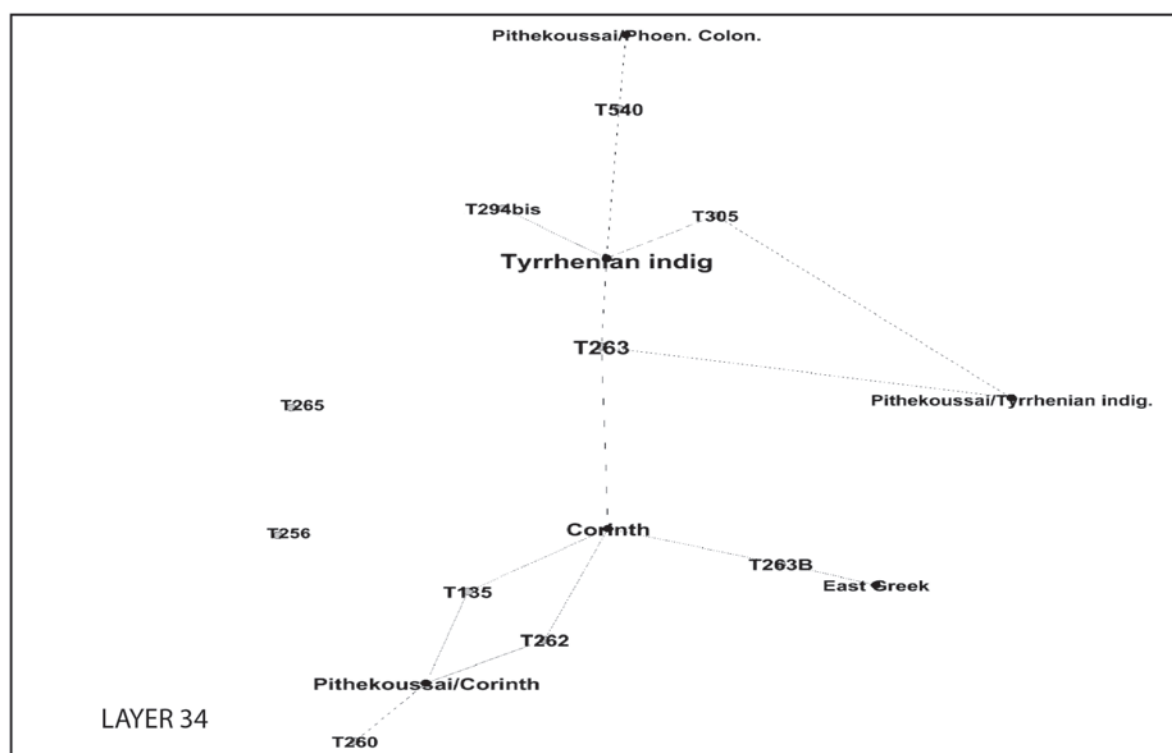 Pithekoussai/Phoen. Colon.
T540
T294bis
T305
Tyrrhenian indig
T263
Pithekoussai/Tyrrhenian indig.
T265
Corinth
T256
T263B
East Greek
T135
T262
Pithekoussai/Corinth
LAYER 34
T260